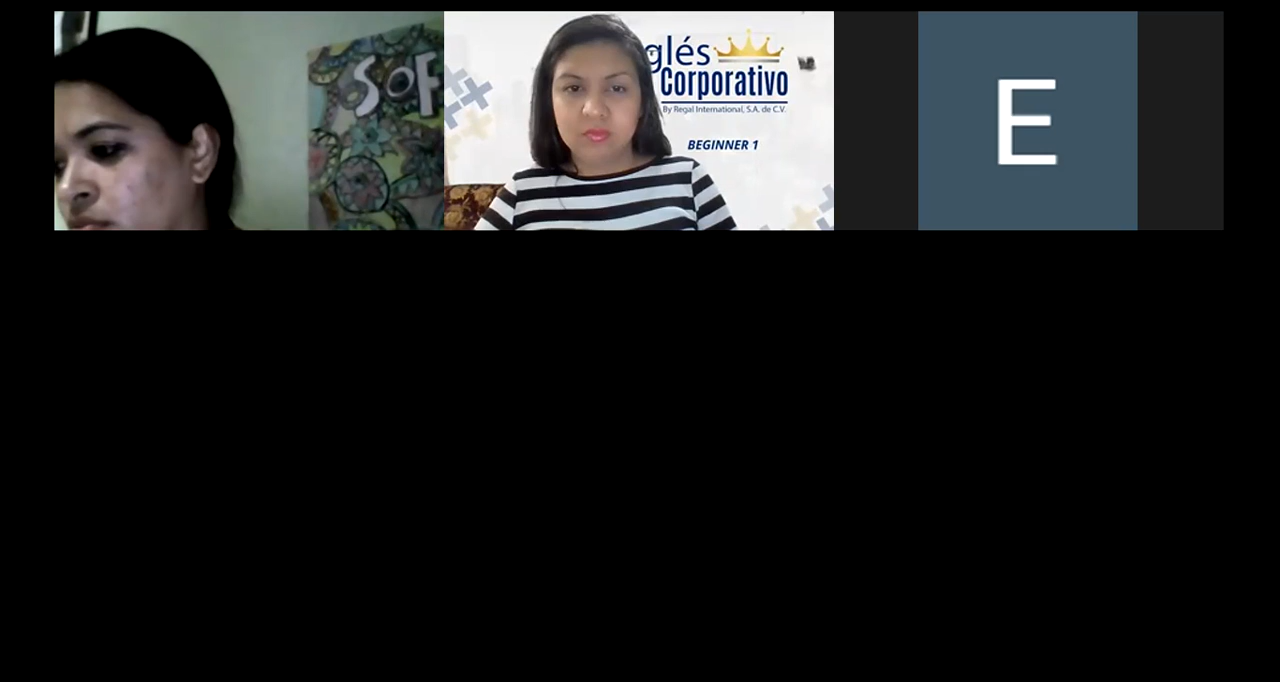 SOF
glés
Corporativo
By Regal International, S.A. de C.V.
BEGINNER 1
E